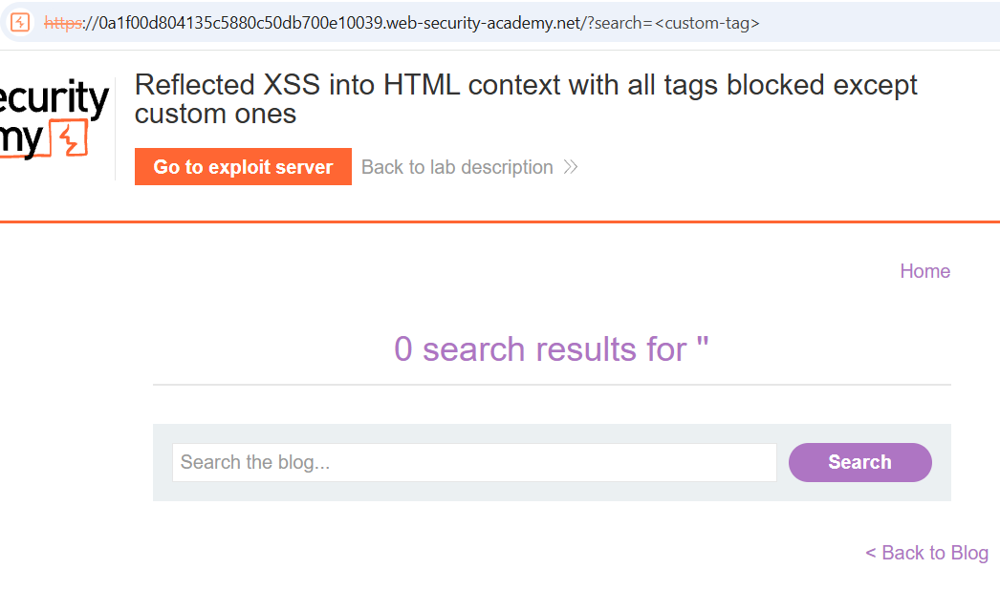 https://0a1f00d804135c5880c50db700e10039.web-security-academy.net/?search=<custom-tag>
ecurity
my
Reflected XSS into HTML context with all tags blocked except
custom ones
Go to exploit server
Back to lab description
Home
0 search results for ''
Search the blog...
Search
< Back to Blog